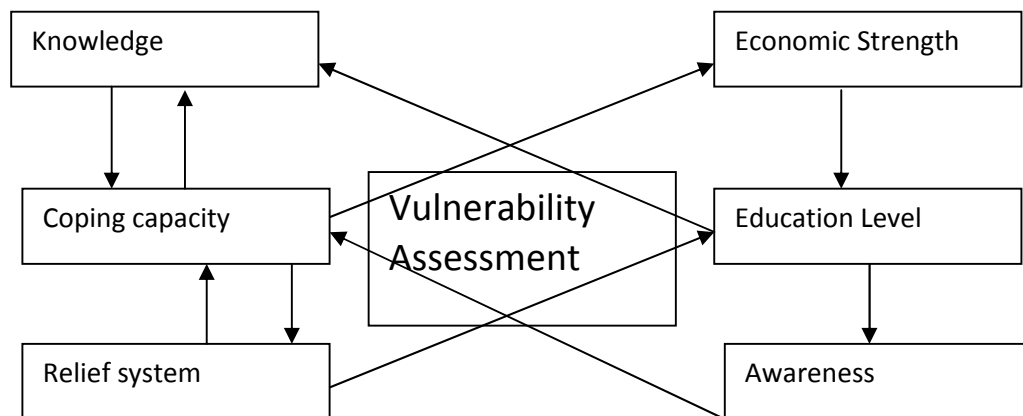 Knowledge
Economic Strength
Coping capacity
Vulnerability
Assessment
Education Level
Relief system
Awareness